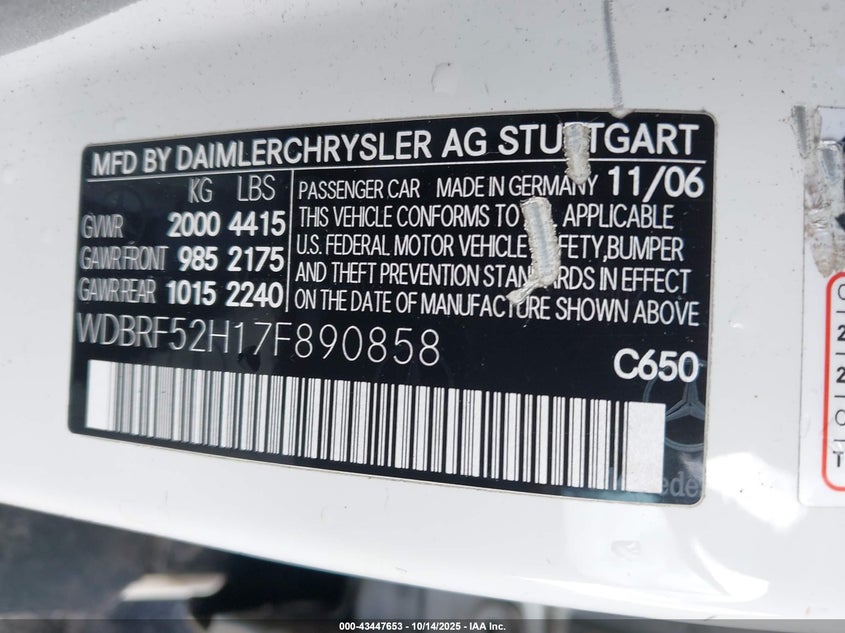 MFD BY DAIMLERCHRYSLER AG STUTTGART
KG LBS
GVWR 2000 4415
GAWR FRONT 985 2175
GAWR REAR 1015 2240
PASSENGER CAR MADE IN GERMANY 11/06
THIS VEHICLE CONFORMS TO APPLICABLE
U.S. FEDERAL MOTOR VEHICLE SAFETY,BUMPER
AND THEFT PREVENTION STANDARDS IN EFFECT
ON THE DATE OF MANUFACTURE SHOWN ABOVE
WDBRF52H17F890858
C650
C
2
2
C
T
000-43447653 - 10/14/2025 - IAA, Inc.